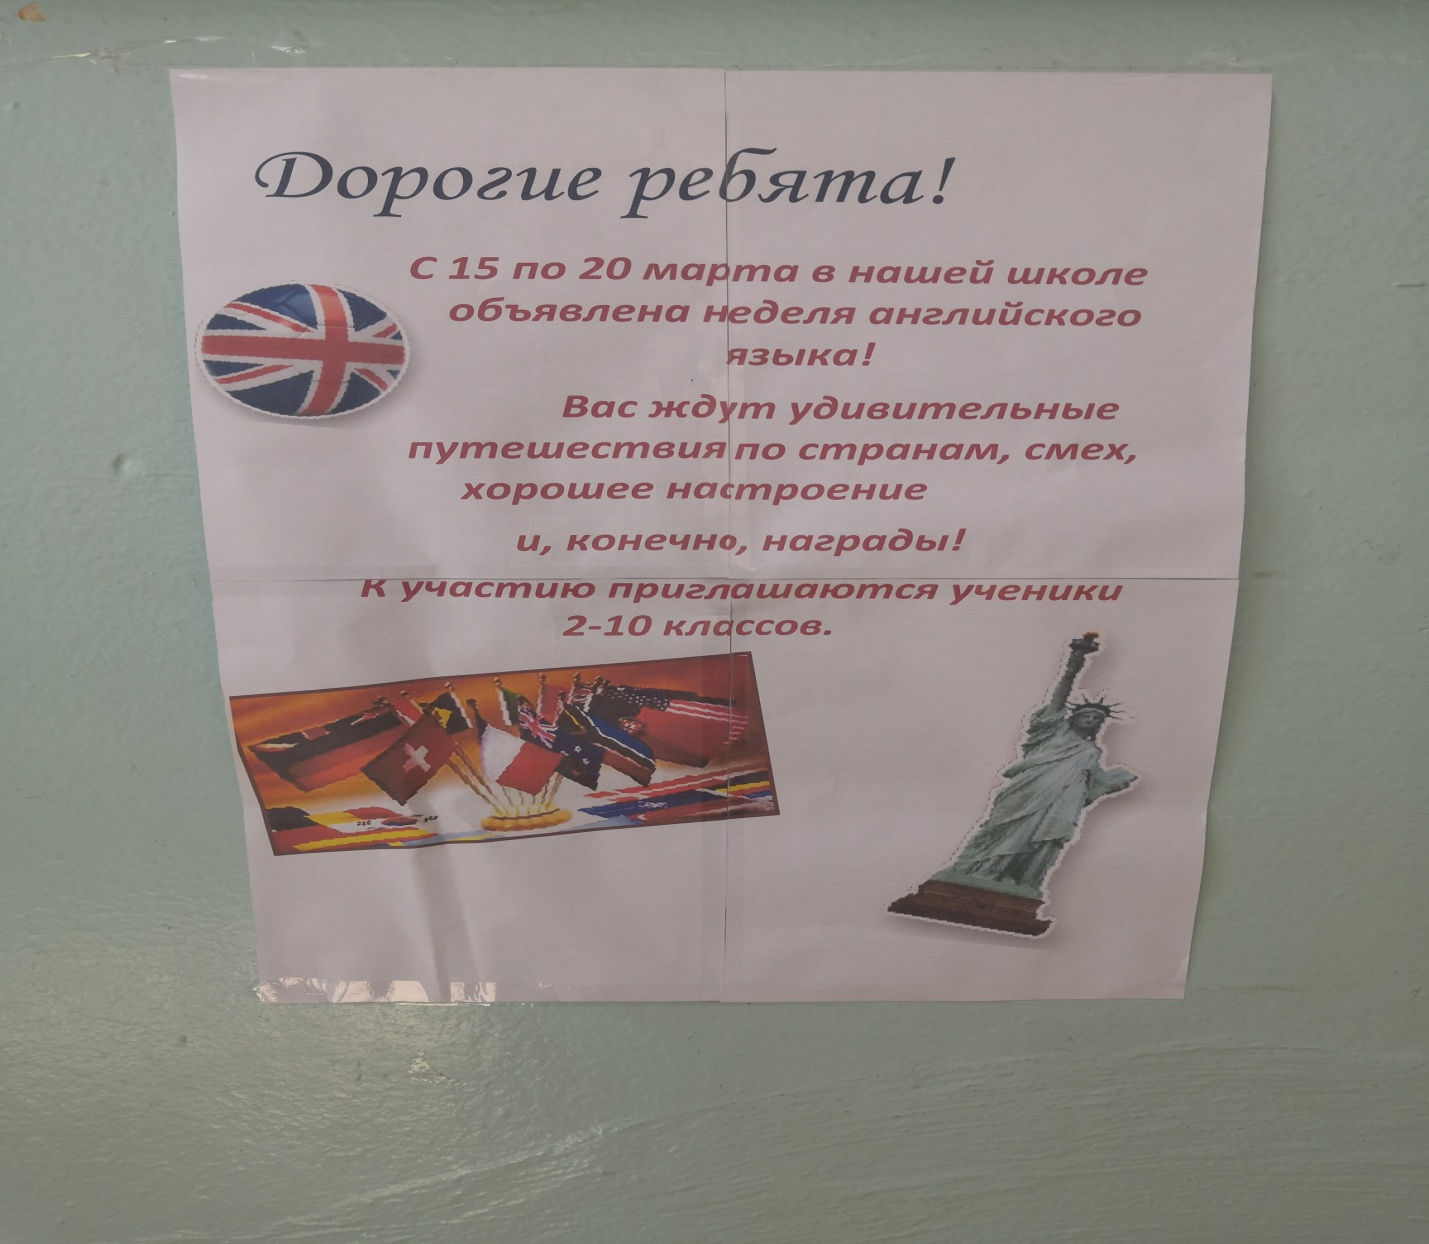 Дорогие ребята!
С 15 по 20 марта в нашей школе
объявлена неделя английского
языка!
Вас ждут удивительные
путешествия по странам, смех,
хорошее настроение
и, конечно, награды!
К участию приглашаются ученики
2-10 классов.